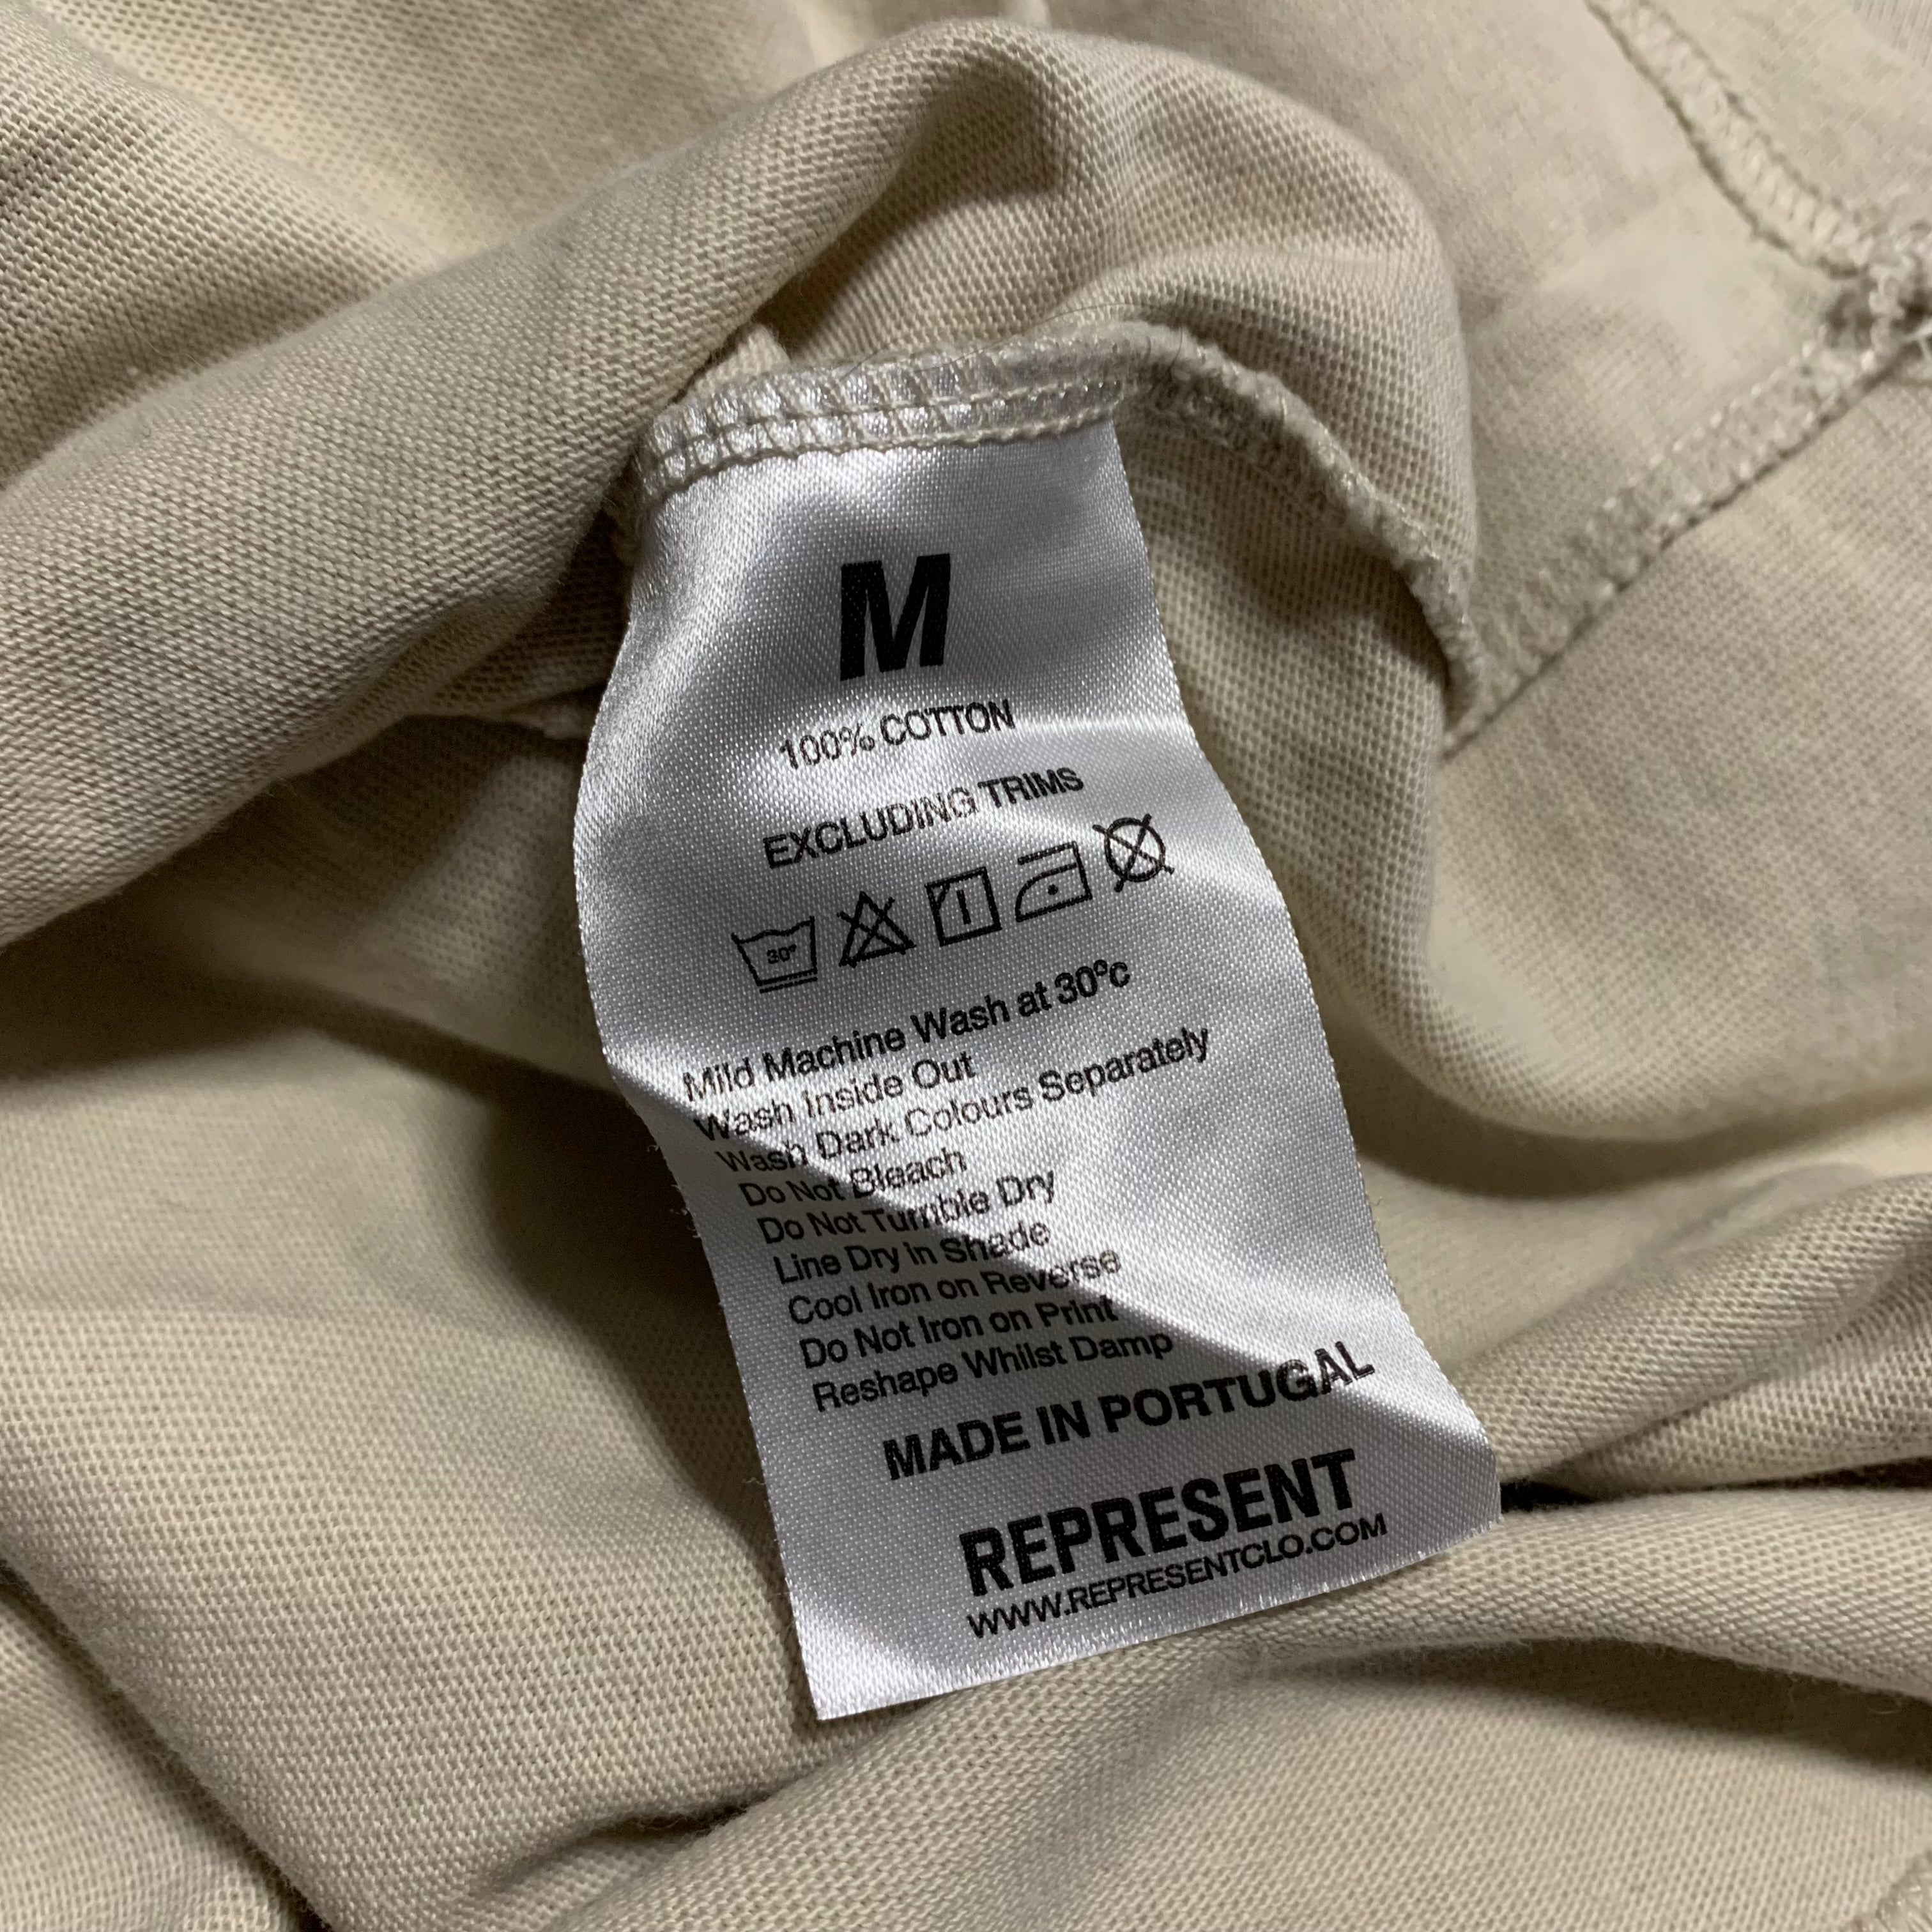 M
100% COTTON
EXCLUDING TRIMS
30°
Mild Machine Wash at 30ºc
Wash Inside Out
Wash Dark Colours Separately
Do Not Bleach
Do Not Tumble Dry
Line Dry in Shade
Cool Iron on Reverse
Do Not Iron on Print
Reshape Whilst Damp
MADE IN PORTUGAL
REPRESENT
WWW.REPRESENTCLO.COM